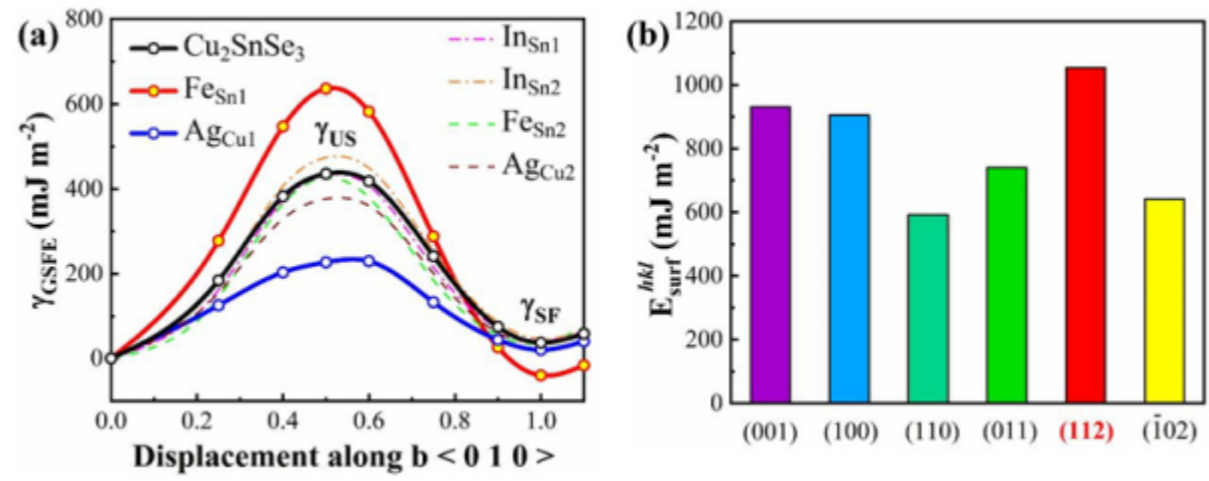 (a)
800
600
400
200
0
γGSFE (mJ m⁻²)
Cu₂SnSe₃
FeSn1
AgCu1
InSn1
InSn2
FeSn2
AgCu2
γUS
γSF
0.0 0.2 0.4 0.6 0.8 1.0
Displacement along b < 0 1 0 >
(b)
1200
1000
800
600
400
200
0
E hkl surf (mJ m⁻²)
(001) (100) (110) (011) (112) (1̄02)